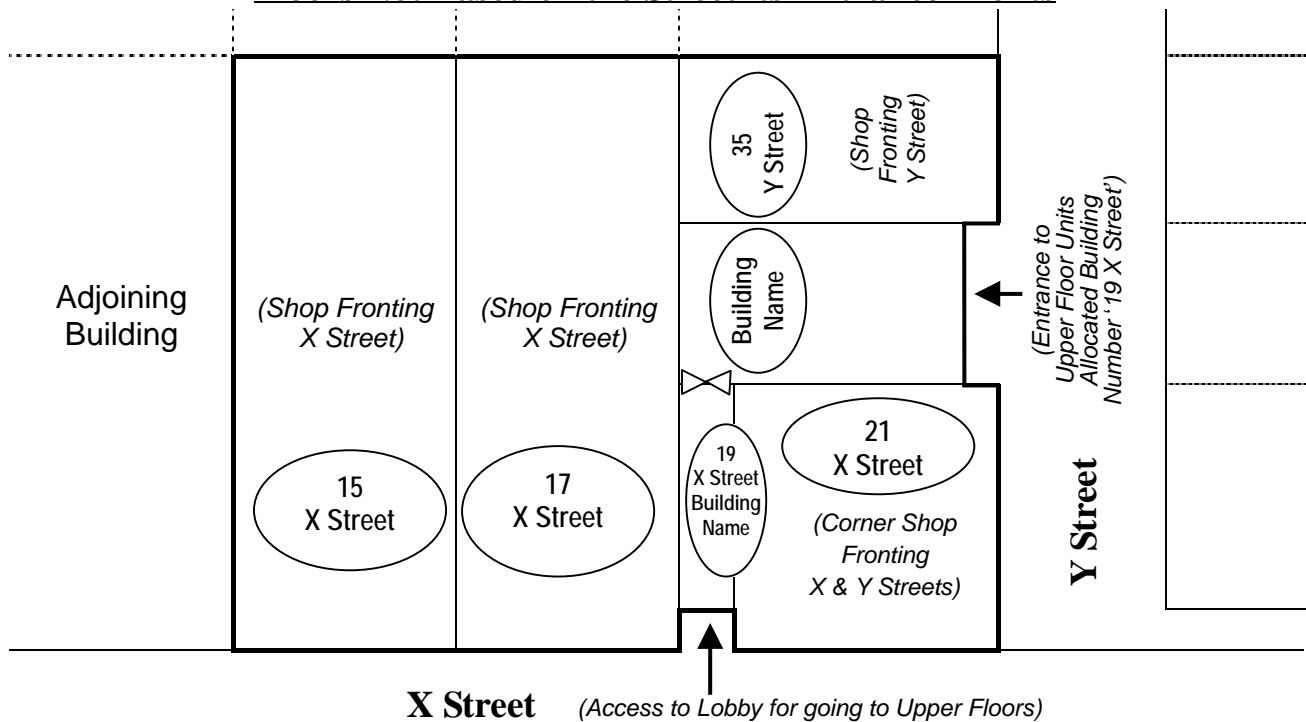 35
Y Street
(Shop
Fronting
Y Street)
Adjoining
Building
(Shop Fronting
X Street)
(Shop Fronting
X Street)
Building
Name
(Entrance to
Upper Floor Units
Allocated Building
Number ‘19 X Street’)
15
X Street
17
X Street
19
X Street
Building
Name
21
X Street
(Corner Shop
Fronting
X & Y Streets)
Y Street
X Street (Access to Lobby for going to Upper Floors)